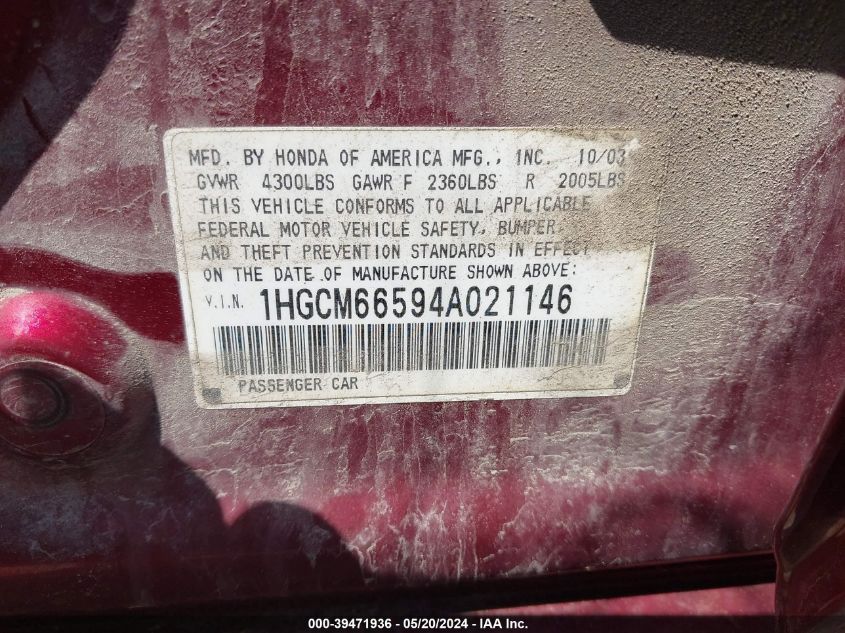 MFD. BY HONDA OF AMERICA MFG., INC. 10/03
GVWR 4300LBS GAWR F 2360LBS R 2005LBS
THIS VEHICLE CONFORMS TO ALL APPLICABLE
FEDERAL MOTOR VEHICLE SAFETY, BUMPER,
AND THEFT PREVENTION STANDARDS IN EFFECT
ON THE DATE OF MANUFACTURE SHOWN ABOVE:
V.I.N. 1HGCM66594A021146
PASSENGER CAR
000-39471936 - 05/20/2024 - IAA Inc.